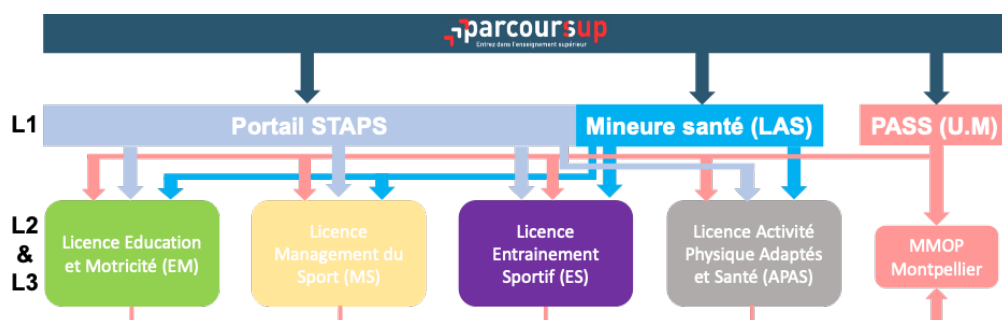 parcoursup
Entrez dans l'enseignement supérieur
L1
Portail STAPS
Mineure santé (LAS)
PASS (U.M)
L2
&
L3
Licence Education
et Motricité (EM)
Licence
Management du
Sport (MS)
Licence
Entrainement
Sportif (ES)
Licence Activité
Physique Adaptés
et Santé (APAS)
MMOP
Montpellier